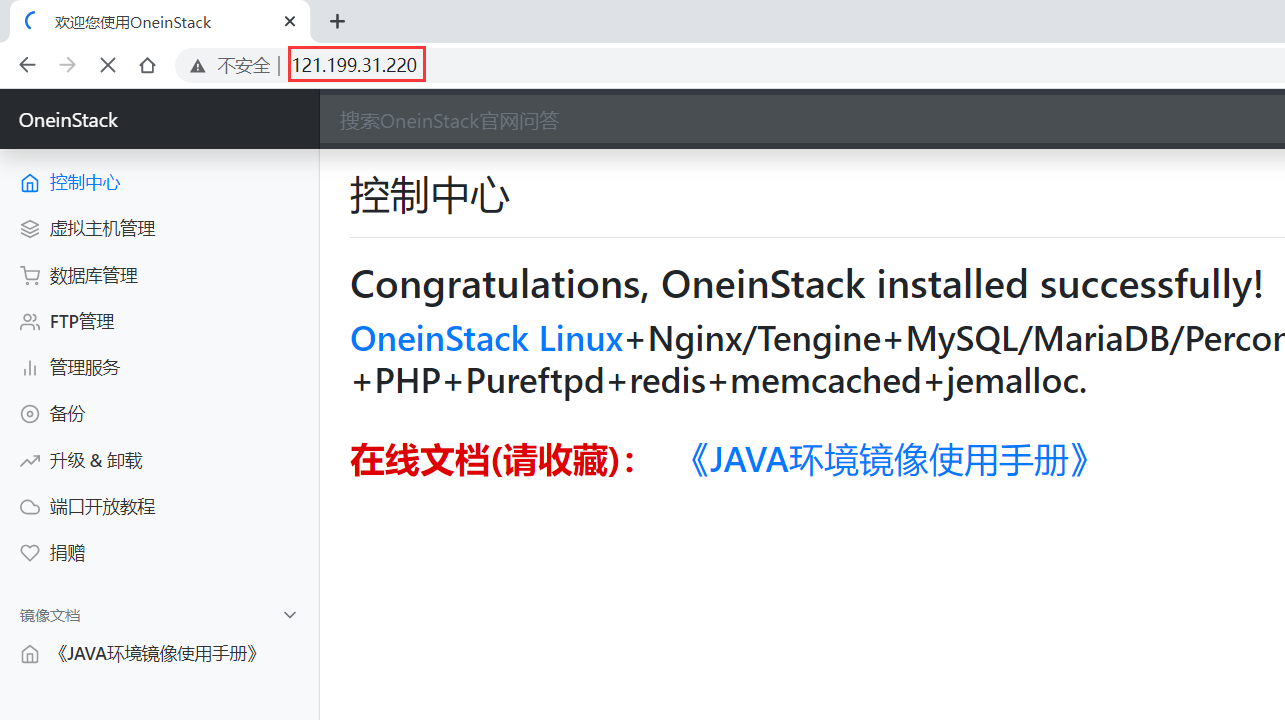 欢迎您使用OneinStack
不安全 | 121.199.31.220
OneinStack
搜索OneinStack官网问答
控制中心
虚拟主机管理
数据库管理
FTP管理
管理服务
备份
升级 & 卸载
端口开放教程
捐赠
镜像文档
《JAVA环境镜像使用手册》
控制中心
Congratulations, OneinStack installed successfully!
OneinStack Linux+Nginx/Tengine+MySQL/MariaDB/Percon
+PHP+Pureftpd+redis+memcached+jemalloc.
在线文档(请收藏)： 《JAVA环境镜像使用手册》